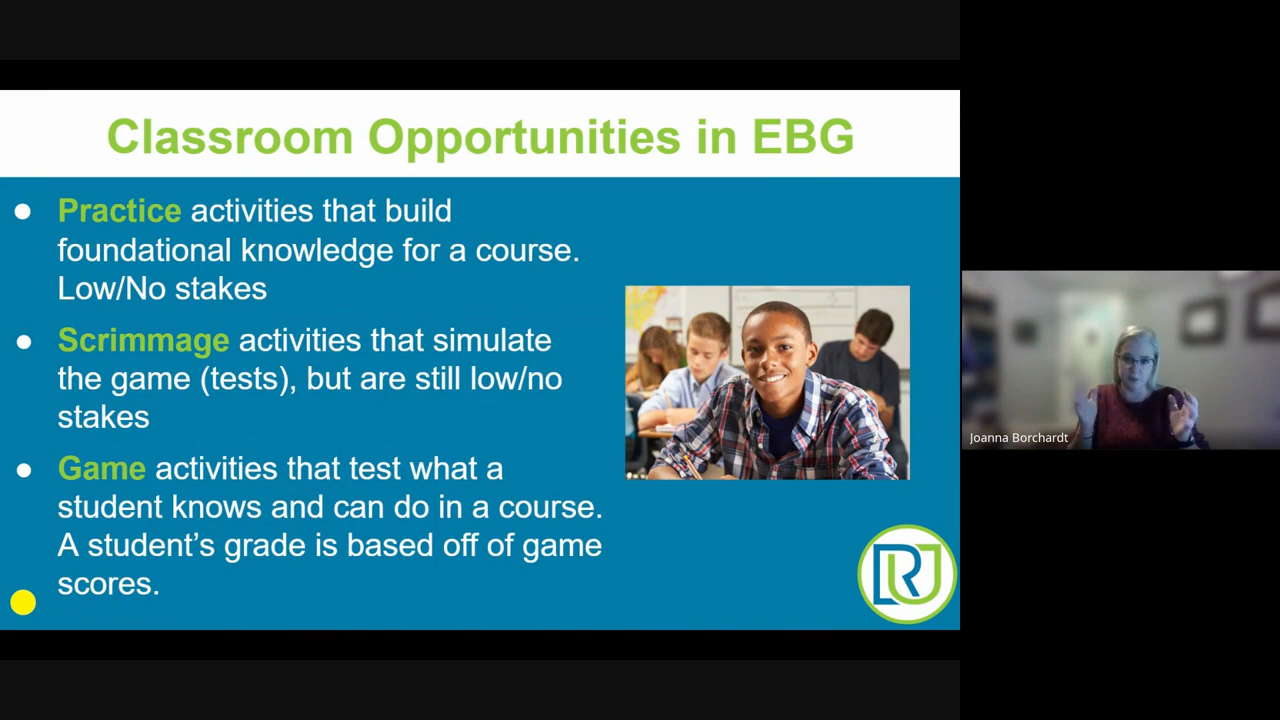 Classroom Opportunities in EBG
● Practice activities that build
foundational knowledge for a course.
Low/No stakes
● Scrimmage activities that simulate
the game (tests), but are still low/no
stakes
● Game activities that test what a
student knows and can do in a course.
A student’s grade is based off of game
scores.
RU
Joanna Borchardt